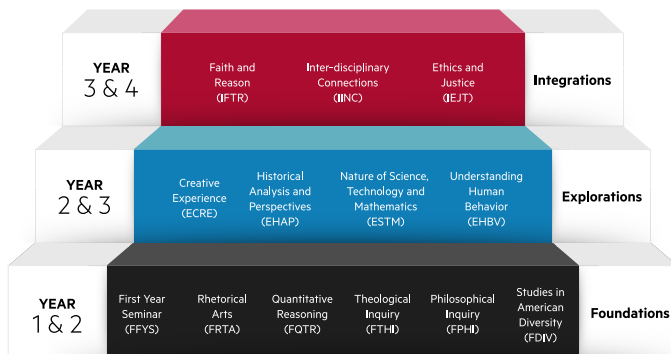 YEAR
3 & 4
Faith and
Reason
(IFTR)
Inter-disciplinary
Connections
(IINC)
Ethics and
Justice
(IEJT)
Integrations
YEAR
2 & 3
Creative
Experience
(ECRE)
Historical
Analysis and
Perspectives
(EHAP)
Nature of Science,
Technology and
Mathematics
(ESTM)
Understanding
Human
Behavior
(EHBV)
Explorations
YEAR
1 & 2
First Year
Seminar
(FFYS)
Rhetorical
Arts
(FRTA)
Quantitative
Reasoning
(FQTR)
Theological
Inquiry
(FTHI)
Philosophical
Inquiry
(FPHI)
Studies in
American
Diversity
(FDIV)
Foundations